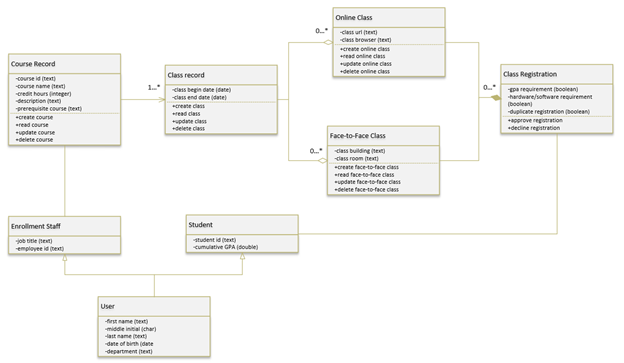 Online Class
-class url (text)
-class browser (text)
+create online class
+read online class
+update online class
+delete online class
0...*
Course Record
-course id (text)
-course name (text)
-credit hours (integer)
-description (text)
-prerequisite course (text)
+create course
+read course
+update course
+delete course
1...*
Class record
-class begin date (date)
-class end date (date)
+create class
+read class
+update class
+delete class
0...*
Class Registration
-gpa requirement (boolean)
-hardware/software requirement
(boolean)
-duplicate registration (boolean)
+approve registration
+decline registration
0...*
Face-to-Face Class
-class building (text)
-class room (text)
+create face-to-face class
+read face-to-face class
+update face-to-face class
+delete face-to-face class
Enrollment Staff
-job title (text)
-employee id (text)
Student
-student id (text)
-cumulative GPA (double)
User
-first name (text)
-middle initial (char)
-last name (text)
-date of birth (date
-department (text)